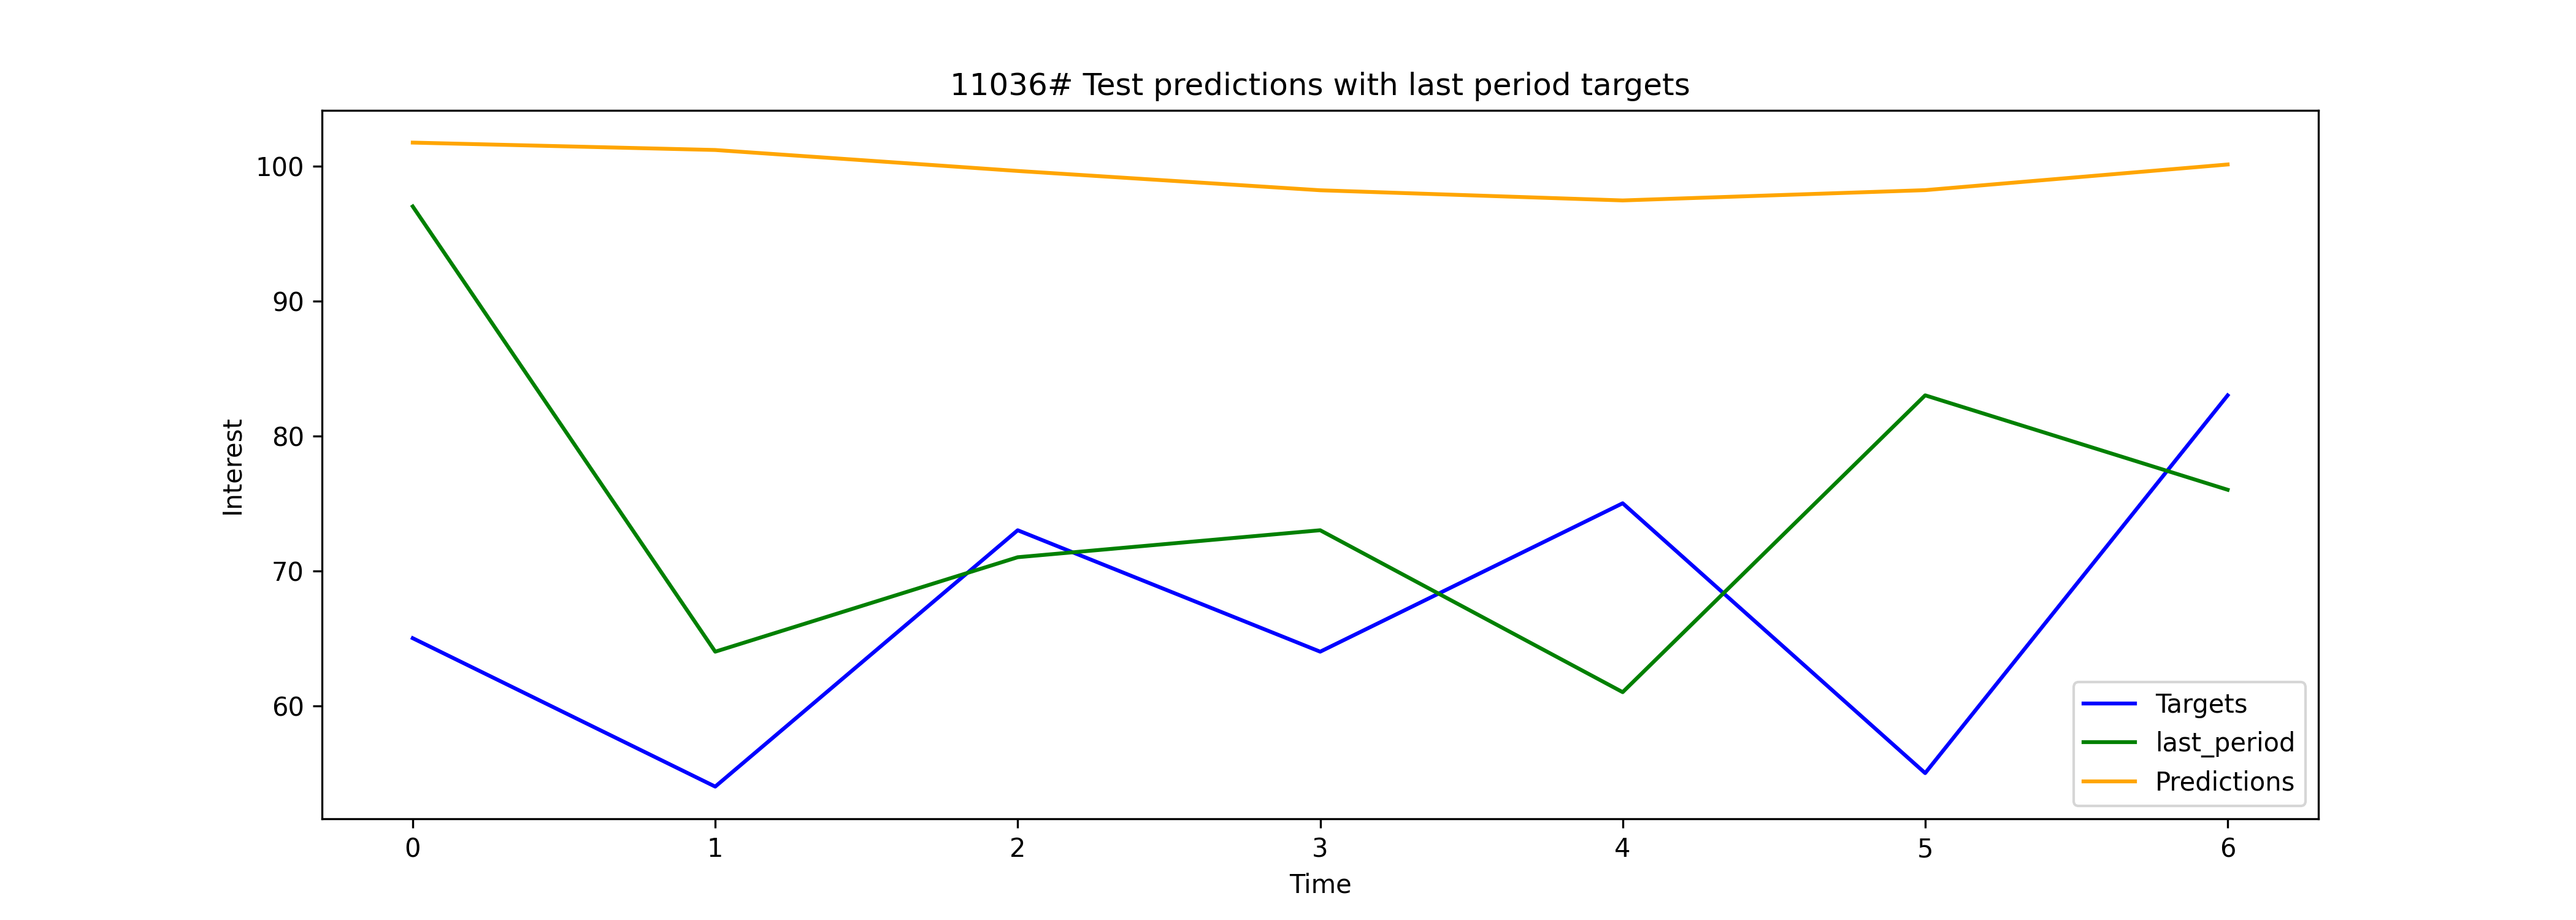 11036# Test predictions with last period targets
100
90
80
70
60
Interest
0 1 2 3 4 5 6
Time
Targets
last_period
Predictions